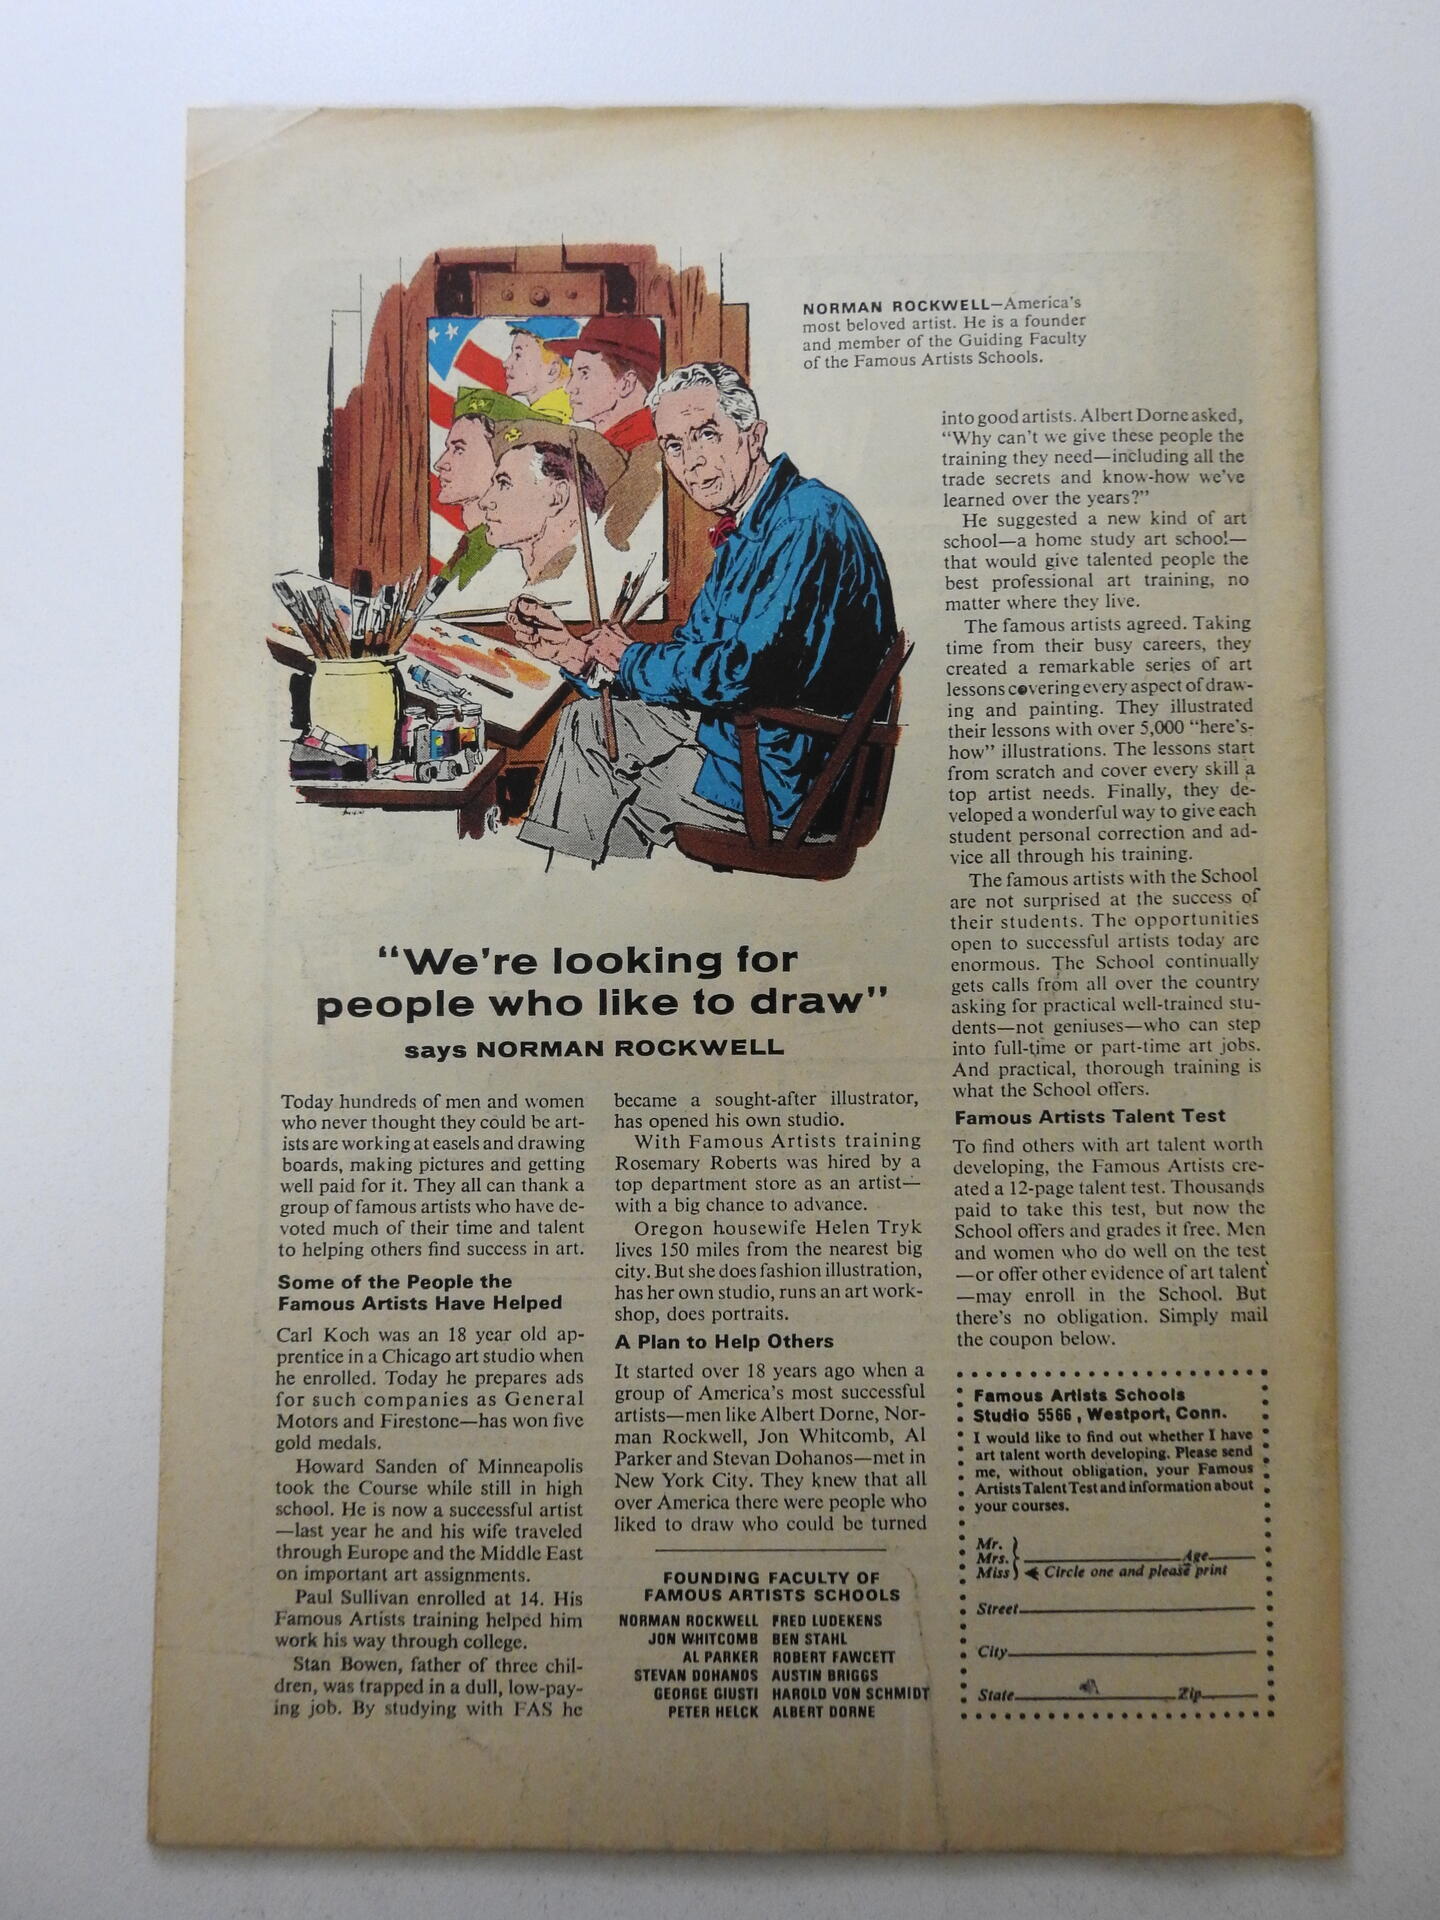 NORMAN ROCKWELL—America's
most beloved artist. He is a founder
and member of the Guiding Faculty
of the Famous Artists Schools.
"We're looking for
people who like to draw"
says NORMAN ROCKWELL
Today hundreds of men and women
who never thought they could be art-
ists are working at easels and drawing
boards, making pictures and getting
well paid for it. They all can thank a
group of famous artists who have de-
voted much of their time and talent
to helping others find success in art.
Some of the People the
Famous Artists Have Helped
Carl Koch was an 18 year old ap-
prentice in a Chicago art studio when
he enrolled. Today he prepares ads
for such companies as General
Motors and Firestone—has won five
gold medals.
Howard Sanden of Minneapolis
took the Course while still in high
school. He is now a successful artist
—last year he and his wife traveled
through Europe and the Middle East
on important art assignments.
Paul Sullivan enrolled at 14. His
Famous Artists training helped him
work his way through college.
Stan Bowen, father of three chil-
dren, was trapped in a dull, low-pay-
ing job. By studying with FAS he
became a sought-after illustrator,
has opened his own studio.
With Famous Artists training
Rosemary Roberts was hired by a
top department store as an artist—
with a big chance to advance.
Oregon housewife Helen Tryk
lives 150 miles from the nearest big
city. But she does fashion illustration,
has her own studio, runs an art work-
shop, does portraits.
A Plan to Help Others
It started over 18 years ago when a
group of America's most successful
artists—men like Albert Dorne, Nor-
man Rockwell, Jon Whitcomb, Al
Parker and Stevan Dohanos—met in
New York City. They knew that all
over America there were people who
liked to draw who could be turned
FOUNDING FACULTY OF
FAMOUS ARTISTS SCHOOLS
NORMAN ROCKWELL FRED LUDEKENS
JON WHITCOMB BEN STAHL
AL PARKER ROBERT FAWCETT
STEVAN DOHANOS AUSTIN BRIGGS
GEORGE GIUSTI HAROLD VON SCHMIDT
PETER HELCK ALBERT DORNE
into good artists. Albert Dorne asked,
"Why can't we give these people the
training they need—including all the
trade secrets and know-how we've
learned over the years?"
He suggested a new kind of art
school—a home study art school—
that would give talented people the
best professional art training, no
matter where they live.
The famous artists agreed. Taking
time from their busy careers, they
created a remarkable series of art
lessons covering every aspect of draw-
ing and painting. They illustrated
their lessons with over 5,000 "here's-
how" illustrations. The lessons start
from scratch and cover every skill a
top artist needs. Finally, they de-
veloped a wonderful way to give each
student personal correction and ad-
vice all through his training.
The famous artists with the School
are not surprised at the success of
their students. The opportunities
open to successful artists today are
enormous. The School continually
gets calls from all over the country
asking for practical well-trained stu-
dents—not geniuses—who can step
into full-time or part-time art jobs.
And practical, thorough training is
what the School offers.
Famous Artists Talent Test
To find others with art talent worth
developing, the Famous Artists cre-
ated a 12-page talent test. Thousands
paid to take this test, but now the
School offers and grades it free. Men
and women who do well on the test
—or offer other evidence of art talent
—may enroll in the School. But
there's no obligation. Simply mail
the coupon below.
Famous Artists Schools
Studio 5566, Westport, Conn.
I would like to find out whether I have
art talent worth developing. Please send
me, without obligation, your Famous
Artists Talent Test and information about
your courses.
Mr.
Mrs. Age
Miss Circle one and please print
Street
City
State Zip